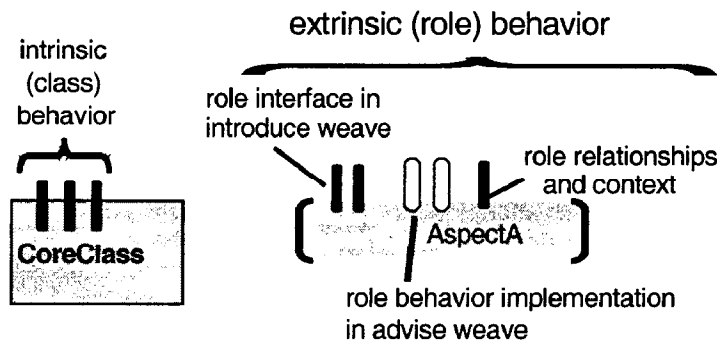 extrinsic (role) behavior
intrinsic
(class)
behavior
role interface in
introduce weave
role relationships
and context
CoreClass
AspectA
role behavior implementation
in advise weave